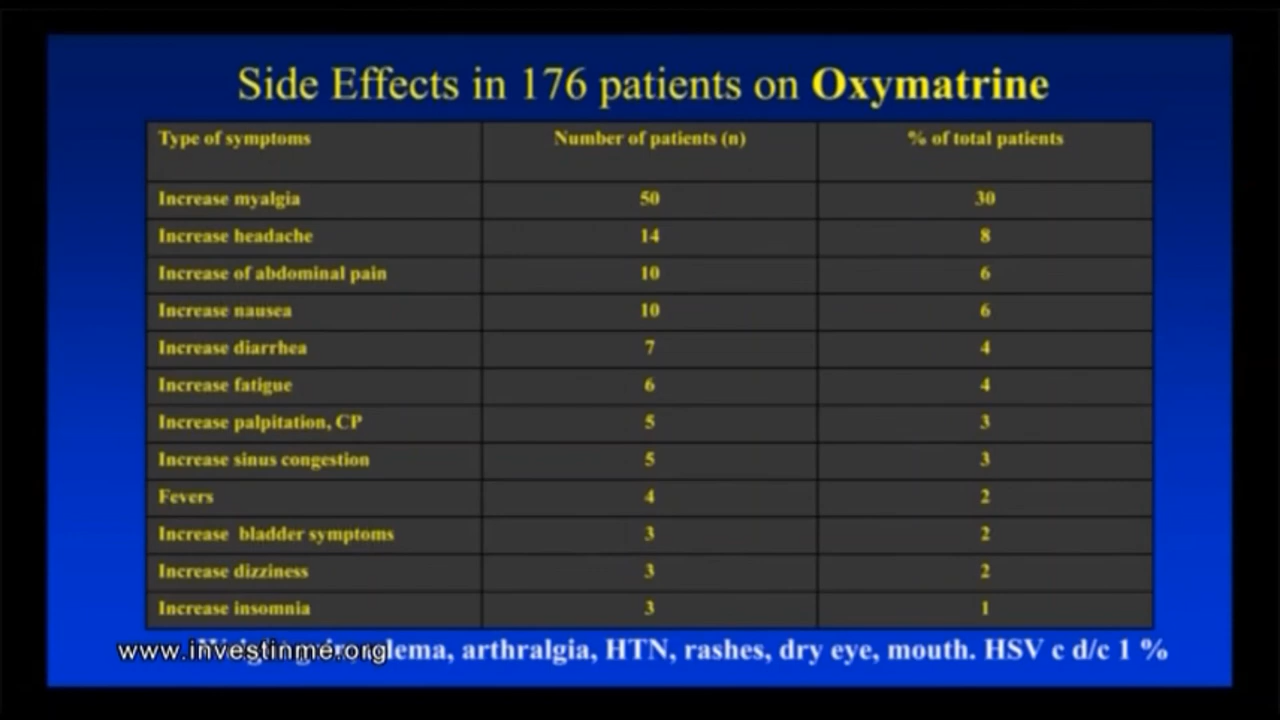 Side Effects in 176 patients on Oxymatrine
Type of symptoms Number of patients (n) % of total patients
Increase myalgia 50 30
Increase headache 14 8
Increase of abdominal pain 10 6
Increase nausea 10 6
Increase diarrhea 7 4
Increase fatigue 6 4
Increase palpitation, CP 5 3
Increase sinus congestion 5 3
Fevers 4 2
Increase bladder symptoms 3 2
Increase dizziness 3 2
Increase insomnia 3 1
www.investinme.org arthralgia, HTN, rashes, dry eye, mouth. HSV c d/c 1 %